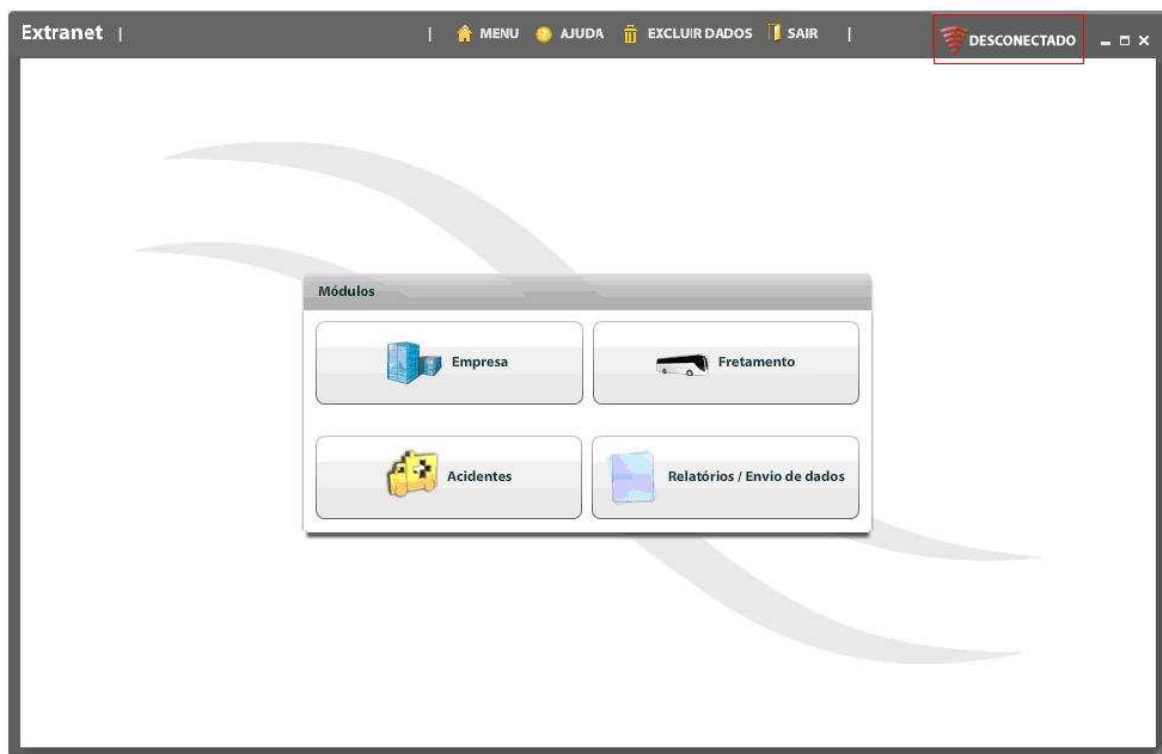 Extranet | | MENU AJUDA EXCLUIR DADOS SAIR | DESCONECTADO
Módulos
Empresa Fretamento
Acidentes Relatórios / Envio de dados